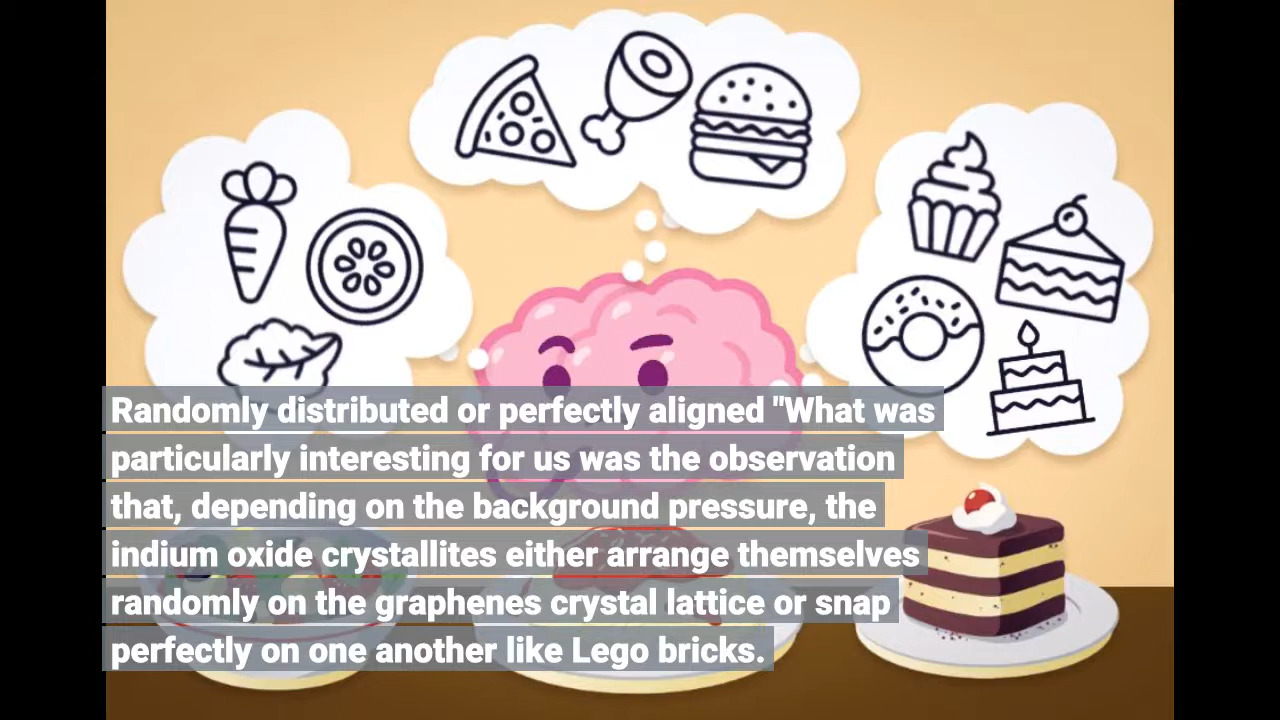 Randomly distributed or perfectly aligned "What was
particularly interesting for us was the observation
that, depending on the background pressure, the
indium oxide crystallites either arrange themselves
randomly on the graphenes crystal lattice or snap
perfectly on one another like Lego bricks.